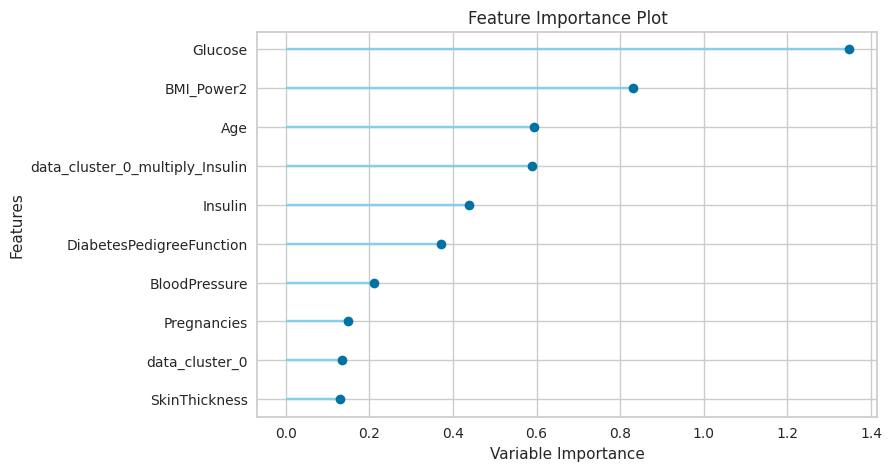 Feature Importance Plot
Glucose
BMI_Power2
Age
data_cluster_0_multiply_Insulin
Insulin
DiabetesPedigreeFunction
BloodPressure
Pregnancies
data_cluster_0
SkinThickness
Features
0.0 0.2 0.4 0.6 0.8 1.0 1.2 1.4
Variable Importance